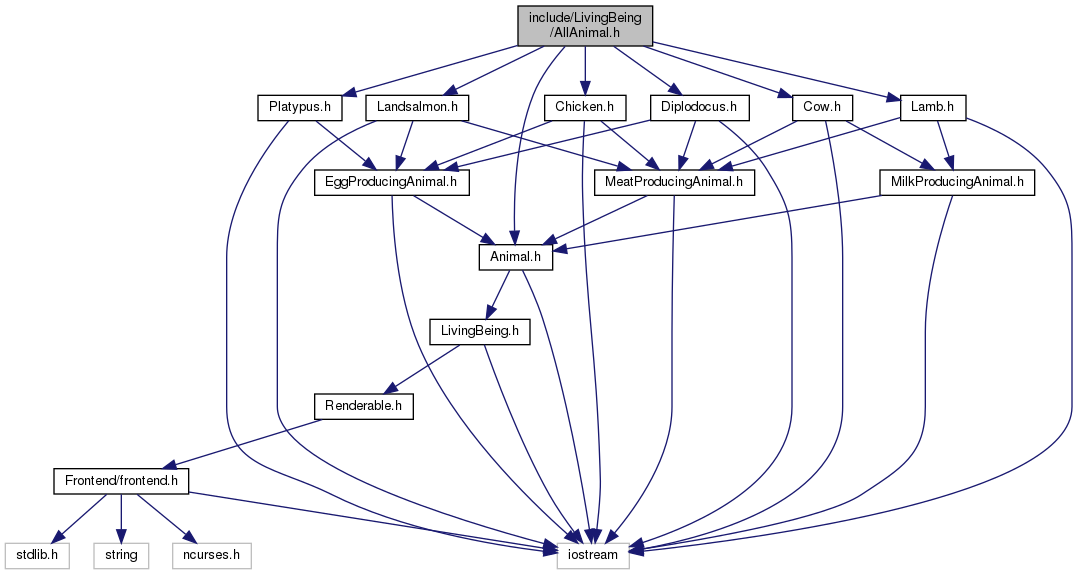 include/LivingBeing
/AllAnimal.h
Platypus.h
Landsalmon.h
Chicken.h
Diplodocus.h
Cow.h
Lamb.h
EggProducingAnimal.h
MeatProducingAnimal.h
MilkProducingAnimal.h
Animal.h
LivingBeing.h
Renderable.h
Frontend/frontend.h
stdlib.h
string
ncurses.h
iostream